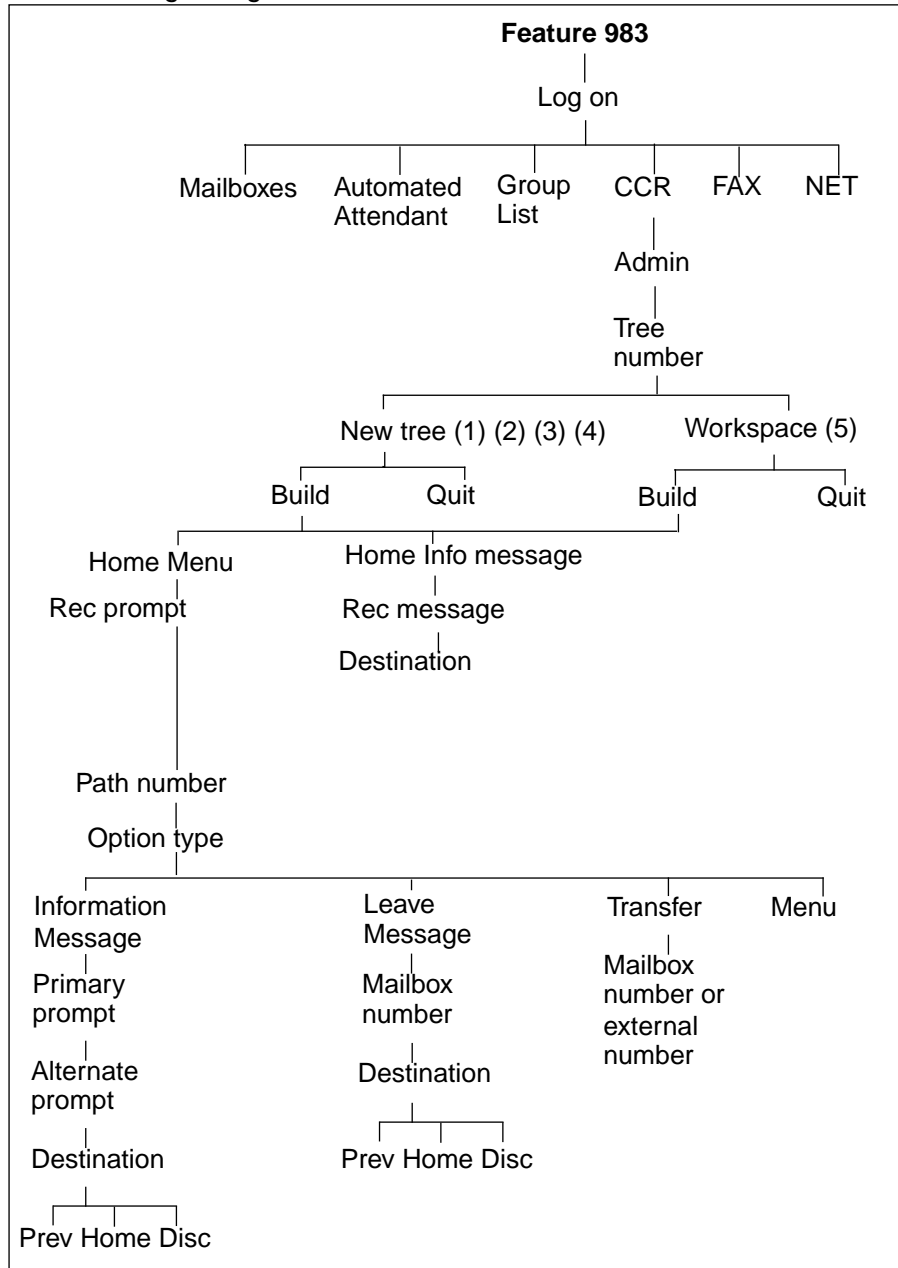 Feature 983
Log on
Mailboxes
Automated
Attendant
Group
List
CCR
FAX
NET
Admin
Tree
number
New tree (1) (2) (3) (4)
Workspace (5)
Build
Quit
Build
Quit
Home Menu
Home Info message
Rec prompt
Rec message
Destination
Path number
Option type
Information
Message
Leave
Message
Transfer
Menu
Primary
prompt
Mailbox
number
Mailbox
number or
external
number
Alternate
prompt
Destination
Prev Home Disc
Destination
Prev Home Disc